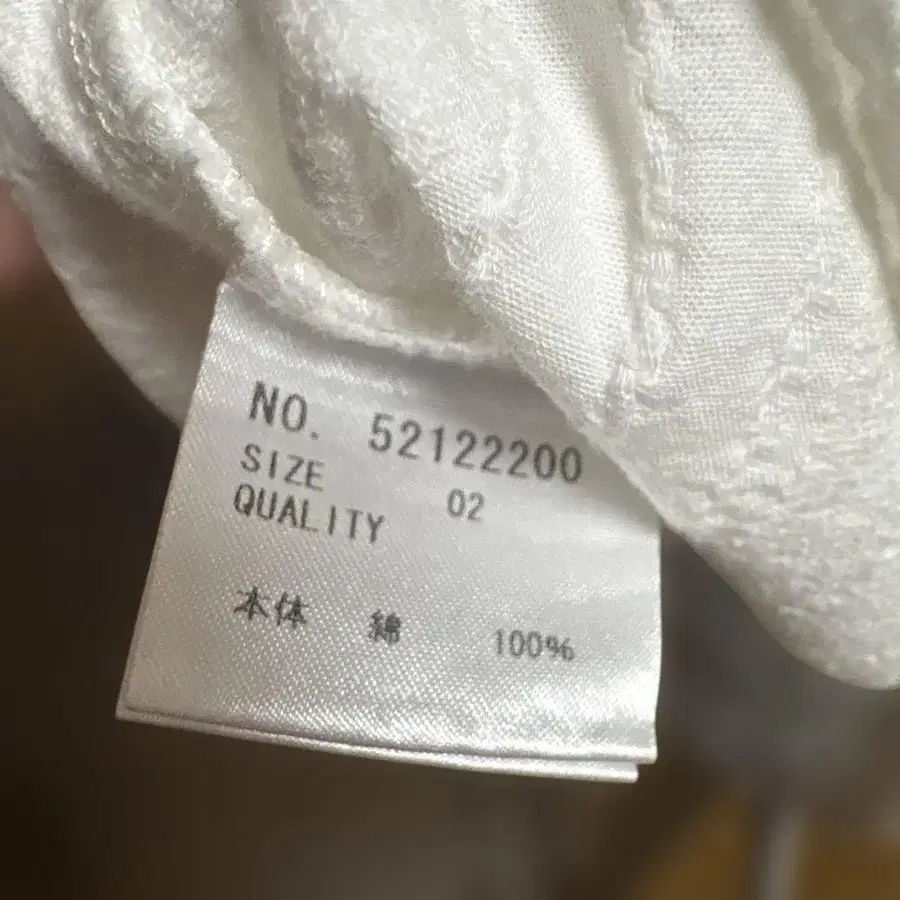 NO. 52122200
SIZE 02
QUALITY
本体 綿 100%